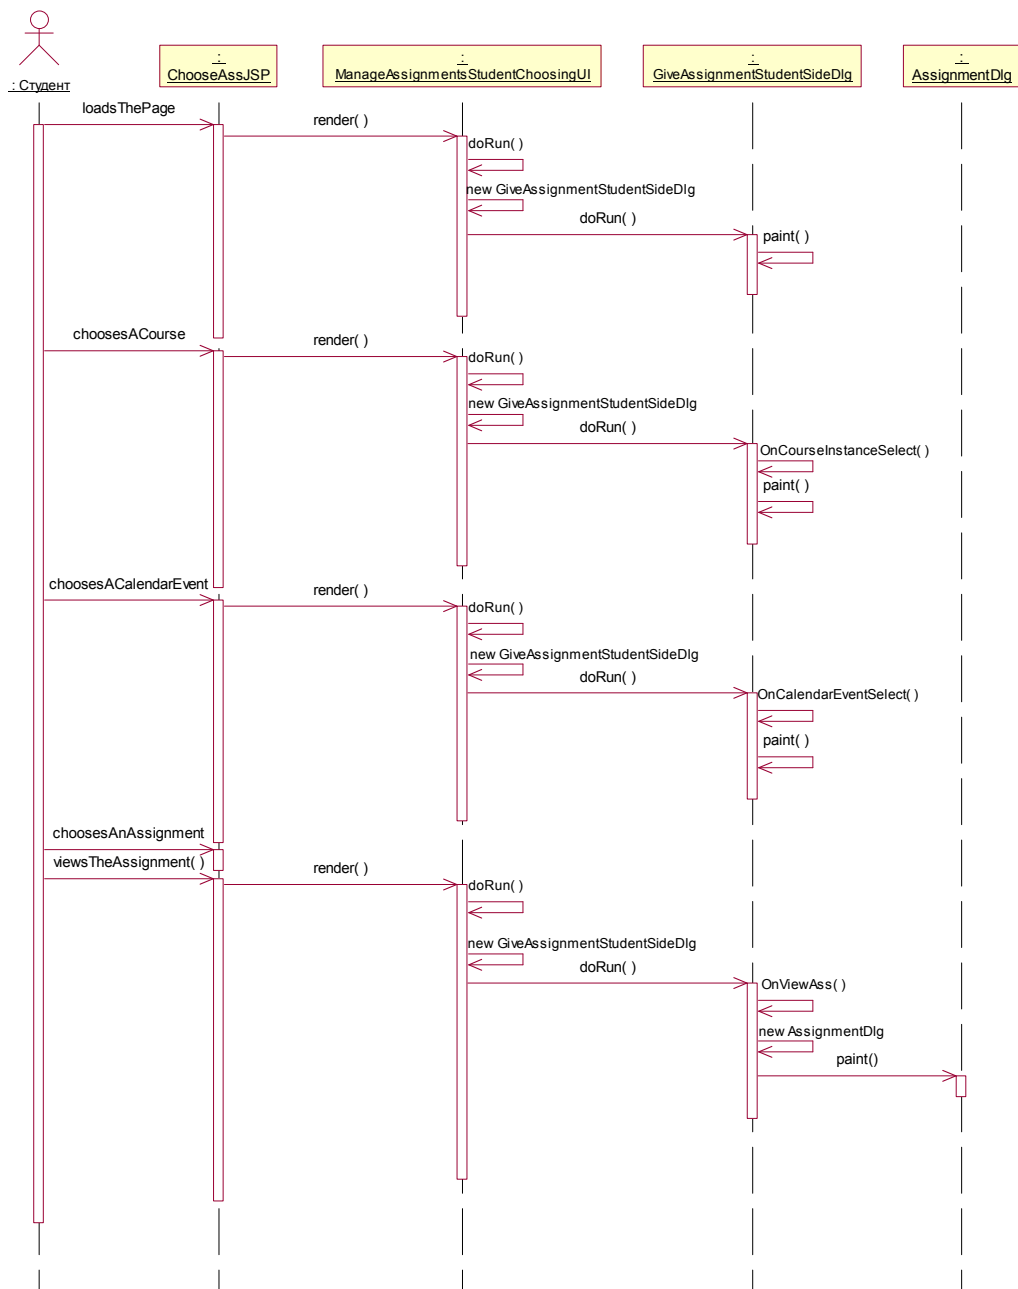 : Студент
:
ChooseAssJSP
:
ManageAssignmentsStudentChoosingUI
:
GiveAssignmentStudentSideDlg
:
AssignmentDlg
loadsThePage
render( )
doRun( )
new GiveAssignmentStudentSideDlg
doRun( )
paint( )
choosesACourse
render( )
doRun( )
new GiveAssignmentStudentSideDlg
doRun( )
OnCourseInstanceSelect( )
paint( )
choosesACalendarEvent
render( )
doRun( )
new GiveAssignmentStudentSideDlg
doRun( )
OnCalendarEventSelect( )
paint( )
choosesAnAssignment
viewsTheAssignment( )
render( )
doRun( )
new GiveAssignmentStudentSideDlg
doRun( )
OnViewAss( )
new AssignmentDlg
paint()